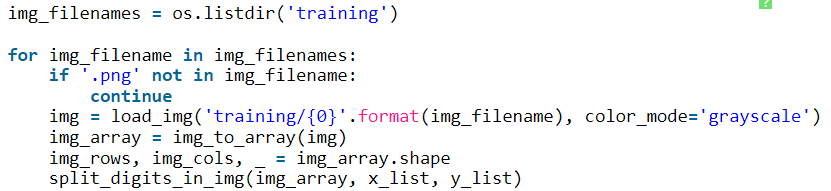 img_filenames = os.listdir('training')
for img_filename in img_filenames:
    if '.png' not in img_filename:
        continue
    img = load_img('training/{0}'.format(img_filename), color_mode='grayscale')
    img_array = img_to_array(img)
    img_rows, img_cols, _ = img_array.shape
    split_digits_in_img(img_array, x_list, y_list)
?